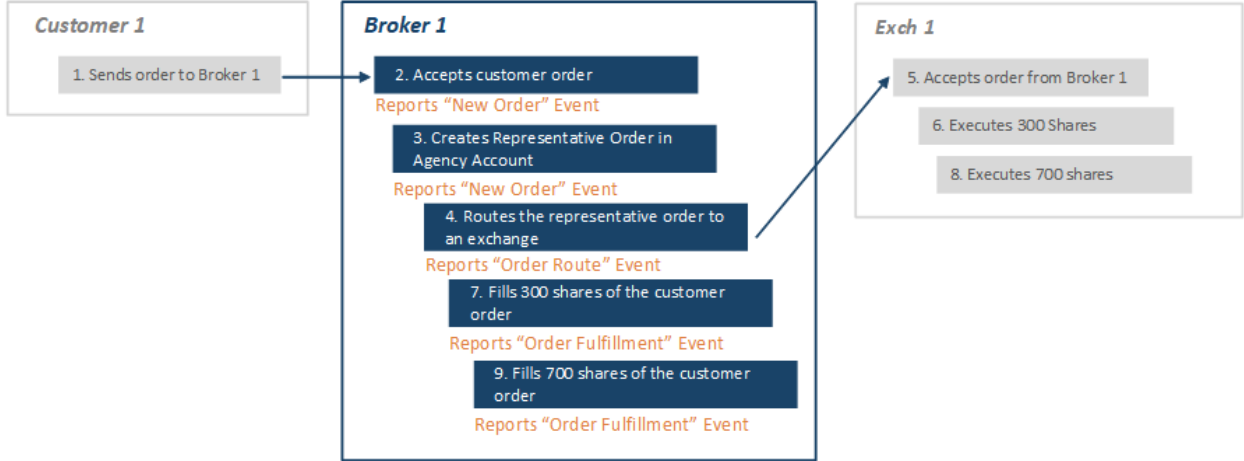 Customer 1
1. Sends order to Broker 1
Broker 1
2. Accepts customer order
Reports “New Order” Event
3. Creates Representative Order in
Agency Account
Reports “New Order” Event
4. Routes the representative order to
an exchange
Reports “Order Route” Event
7. Fills 300 shares of the customer
order
Reports “Order Fulfillment” Event
9. Fills 700 shares of the customer
order
Reports “Order Fulfillment” Event
Exch 1
5. Accepts order from Broker 1
6. Executes 300 Shares
8. Executes 700 shares